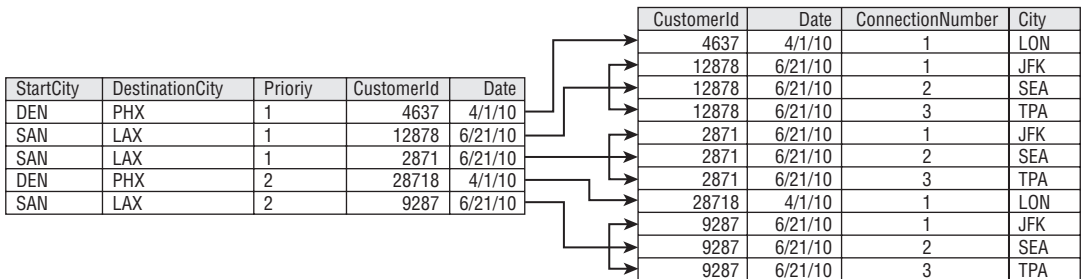 StartCity DestinationCity Prioriy CustomerId Date
DEN PHX 1 4637 4/1/10
SAN LAX 1 12878 6/21/10
SAN LAX 1 2871 6/21/10
DEN PHX 2 28718 4/1/10
SAN LAX 2 9287 6/21/10
CustomerId Date ConnectionNumber City
4637 4/1/10 1 LON
12878 6/21/10 1 JFK
12878 6/21/10 2 SEA
12878 6/21/10 3 TPA
2871 6/21/10 1 JFK
2871 6/21/10 2 SEA
2871 6/21/10 3 TPA
28718 4/1/10 1 LON
9287 6/21/10 1 JFK
9287 6/21/10 2 SEA
9287 6/21/10 3 TPA